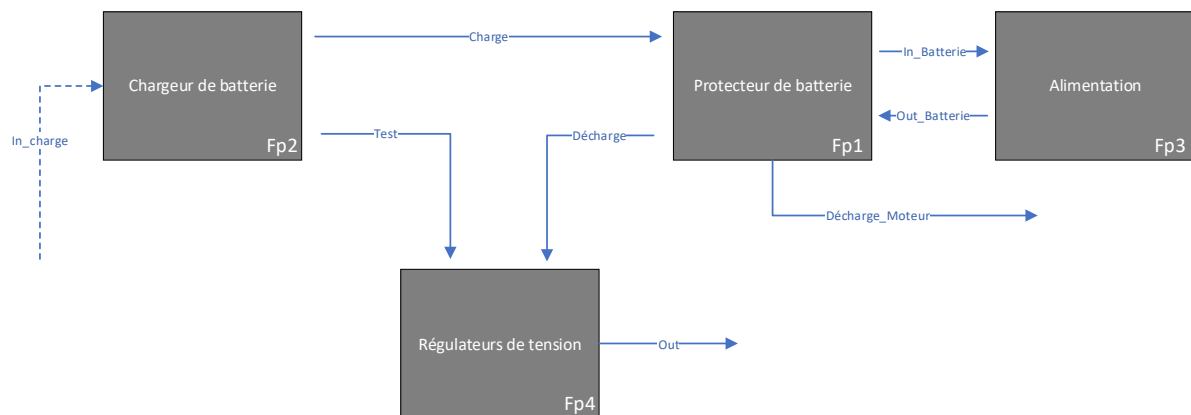 Charge
Chargeur de batterie
Protecteur de batterie
In_Batterie
Alimentation
Out_Batterie
In_charge
Test
Décharge
Fp2
Fp1
Fp3
Décharge_Moteur
Régulateurs de tension
Out
Fp4